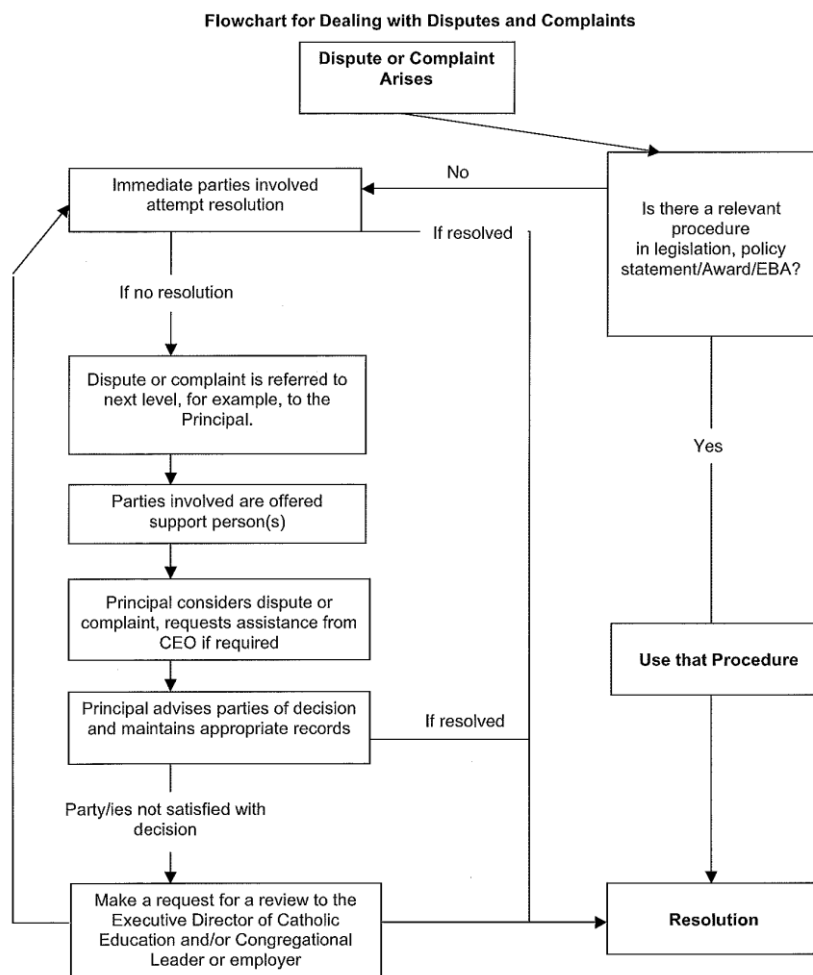 Flowchart for Dealing with Disputes and Complaints
Dispute or Complaint
Arises
No
Immediate parties involved
attempt resolution
Is there a relevant
procedure
in legislation, policy
statement/Award/EBA?
If resolved
If no resolution
Dispute or complaint is referred to
next level, for example, to the
Principal.
Yes
Parties involved are offered
support person(s)
Principal considers dispute or
complaint, requests assistance from
CEO if required
Use that Procedure
Principal advises parties of decision
and maintains appropriate records
If resolved
Party/ies not satisfied with
decision
Make a request for a review to the
Executive Director of Catholic
Education and/or Congregational
Leader or employer
Resolution